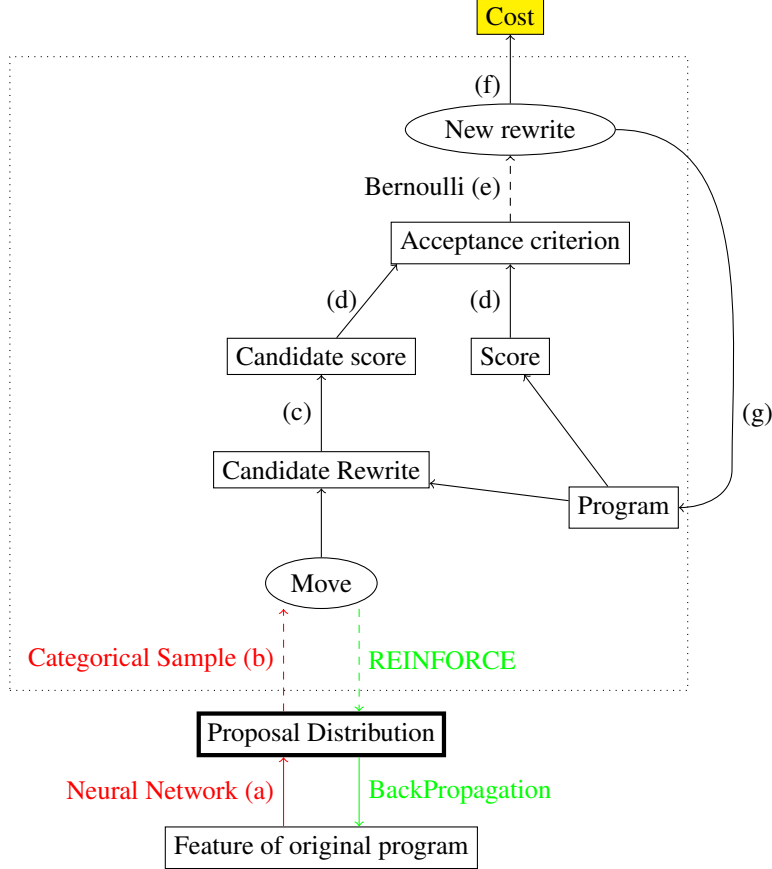 Cost
(f)
New rewrite
Bernoulli (e)
Acceptance criterion
(d)
(d)
Candidate score
Score
(c)
(g)
Candidate Rewrite
Program
Move
Categorical Sample (b)
REINFORCE
Proposal Distribution
Neural Network (a)
BackPropagation
Feature of original program